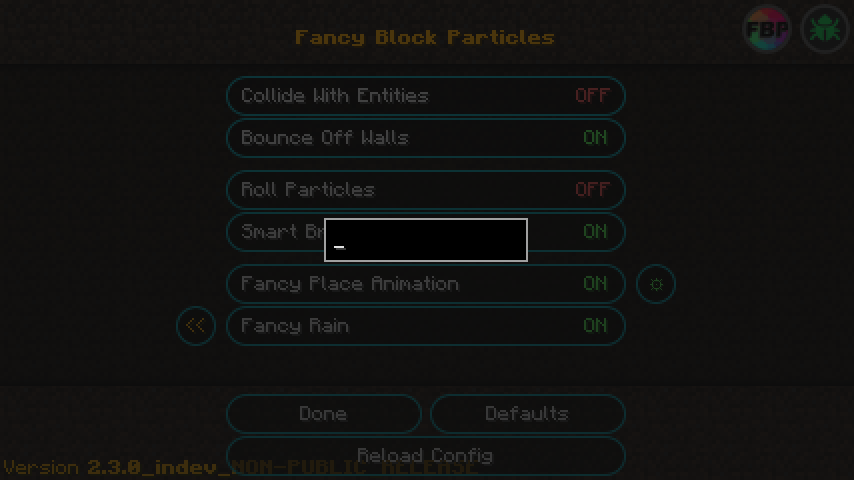 Fancy Block Particles
FBP
Collide With Entities OFF
Bounce Off Walls ON
Roll Particles OFF
Smart Br ON
_
Fancy Place Animation ON
<< Fancy Rain ON
Done Defaults
Reload Config
Version 2.3.0_indev_NON-PUBLIC RELEASE